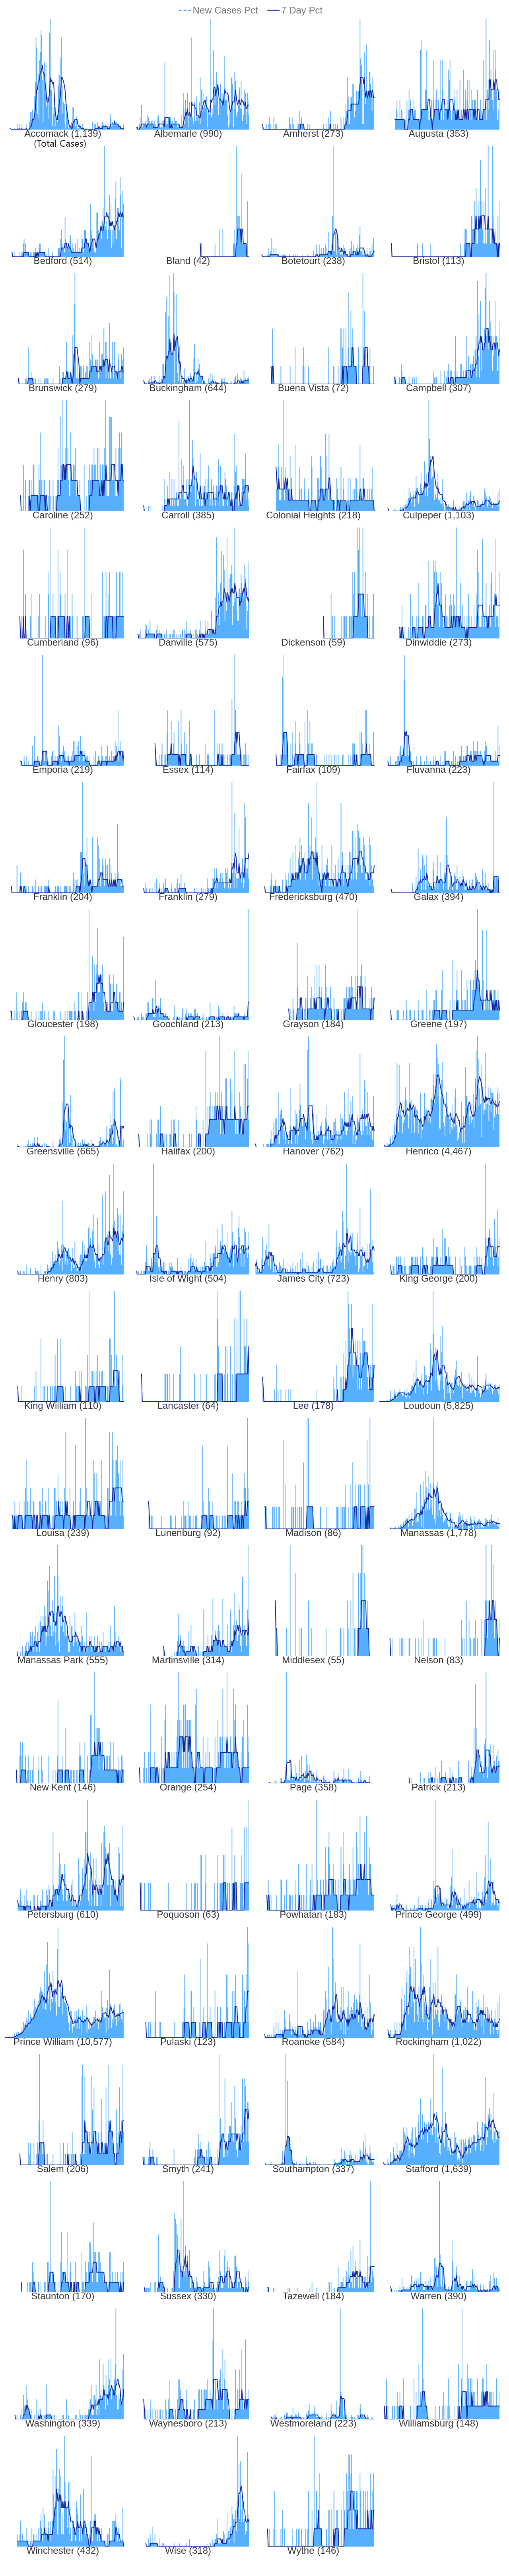 New Cases Pct 7 Day Pct
Accomack (1,139) Albemarle (990) Amherst (273) Augusta (353)
(Total Cases)
Bedford (514) Bland (42) Botetourt (238) Bristol (113)
Brunswick (279) Buckingham (644) Buena Vista (72) Campbell (307)
Caroline (252) Carroll (385) Colonial Heights (218) Culpeper (1,103)
Cumberland (96) Danville (575) Dickenson (59) Dinwiddie (273)
Emporia (219) Essex (114) Fairfax (109) Fluvanna (223)
Franklin (204) Franklin (279) Fredericksburg (470) Galax (394)
Gloucester (198) Goochland (213) Grayson (184) Greene (197)
Greensville (665) Halifax (200) Hanover (762) Henrico (4,467)
Henry (803) Isle of Wight (504) James City (723) King George (200)
King William (110) Lancaster (64) Lee (178) Loudoun (5,825)
Louisa (239) Lunenburg (92) Madison (86) Manassas (1,778)
Manassas Park (555) Martinsville (314) Middlesex (55) Nelson (83)
New Kent (146) Orange (254) Page (358) Patrick (213)
Petersburg (610) Poquoson (63) Powhatan (183) Prince George (499)
Prince William (10,577) Pulaski (123) Roanoke (584) Rockingham (1,022)
Salem (206) Smyth (241) Southampton (337) Stafford (1,639)
Staunton (170) Sussex (330) Tazewell (184) Warren (390)
Washington (339) Waynesboro (213) Westmoreland (223) Williamsburg (148)
Winchester (432) Wise (318) Wythe (146)